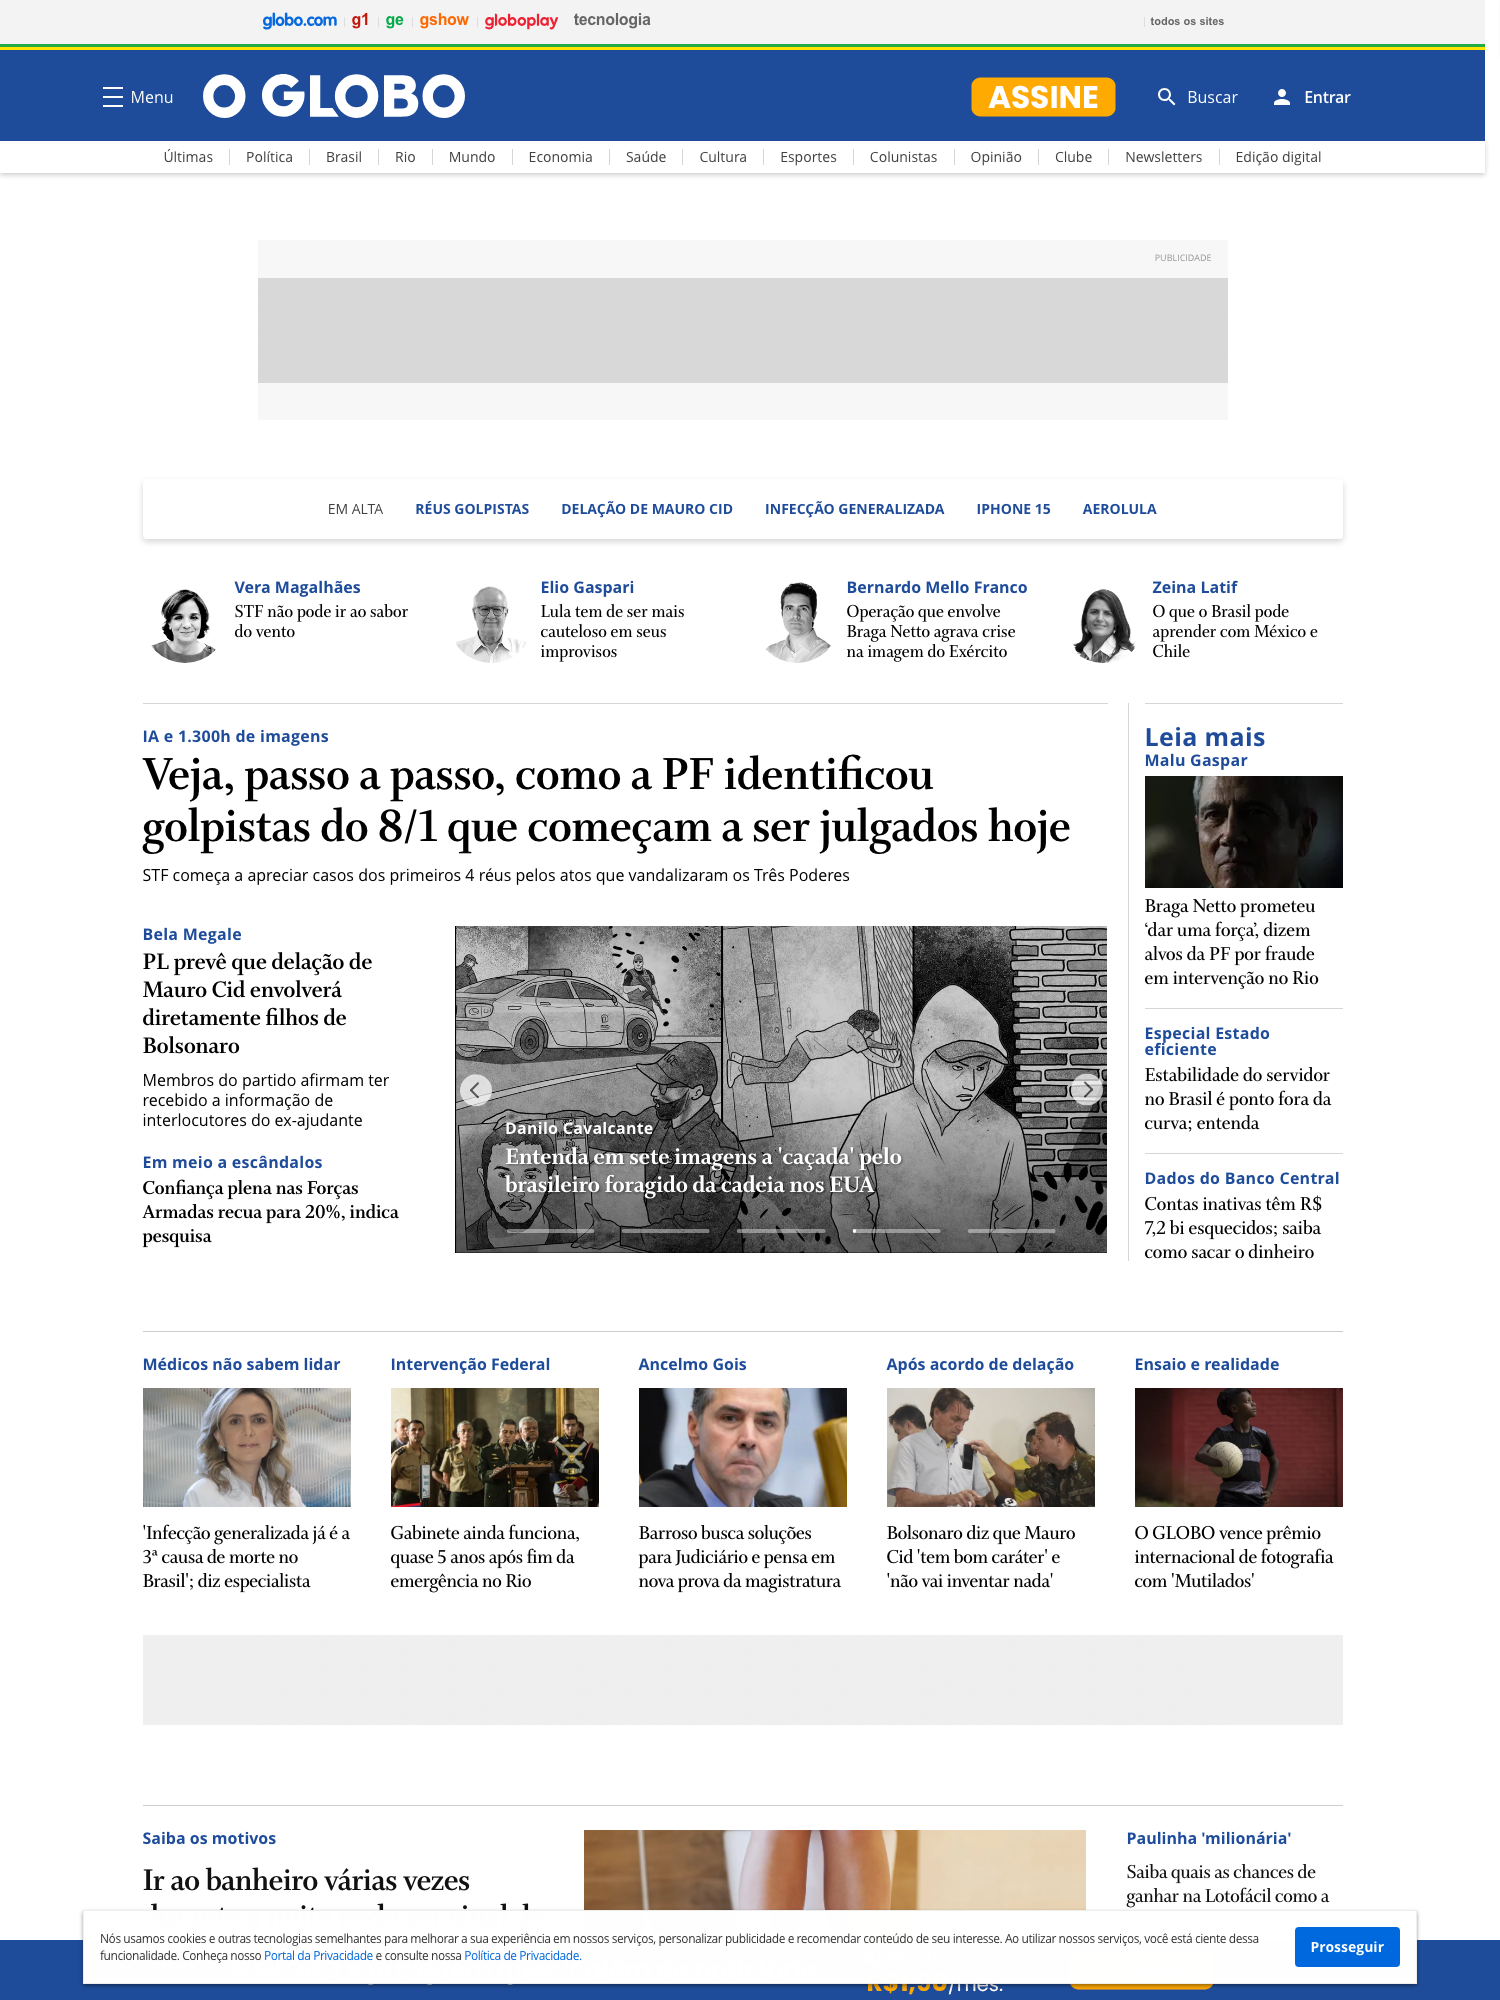 globo.com
g1
ge
gshow
globoplay
tecnologia
todos os sites
Menu
O GLOBO
ASSINE
Buscar
Entrar
Últimas
Política
Brasil
Rio
Mundo
Economia
Saúde
Cultura
Esportes
Colunistas
Opinião
Clube
Newsletters
Edição digital
PUBLICIDADE
EM ALTA
RÉUS GOLPISTAS
DELAÇÃO DE MAURO CID
INFECÇÃO GENERALIZADA
IPHONE 15
AEROLULA
Vera Magalhães
STF não pode ir ao sabor
do vento
Elio Gaspari
Lula tem de ser mais
cauteloso em seus
improvisos
Bernardo Mello Franco
Operação que envolve
Braga Netto agrava crise
na imagem do Exército
Zeina Latif
O que o Brasil pode
aprender com México e
Chile
IA e 1.300h de imagens
Veja, passo a passo, como a PF identificou
golpistas do 8/1 que começam a ser julgados hoje
STF começa a apreciar casos dos primeiros 4 réus pelos atos que vandalizaram os Três Poderes
Bela Megale
PL prevê que delação de
Mauro Cid envolverá
diretamente filhos de
Bolsonaro
Membros do partido afirmam ter
recebido a informação de
interlocutores do ex-ajudante
Em meio a escândalos
Confiança plena nas Forças
Armadas recua para 20%, indica
pesquisa
Danilo Cavalcante
Entenda em sete imagens a 'caçada' pelo
brasileiro foragido da cadeia nos EUA
Leia mais
Malu Gaspar
Braga Netto prometeu
‘dar uma força’, dizem
alvos da PF por fraude
em intervenção no Rio
Especial Estado
eficiente
Estabilidade do servidor
no Brasil é ponto fora da
curva; entenda
Dados do Banco Central
Contas inativas têm R$
7,2 bi esquecidos; saiba
como sacar o dinheiro
Médicos não sabem lidar
'Infecção generalizada já é a
3ª causa de morte no
Brasil'; diz especialista
Intervenção Federal
Gabinete ainda funciona,
quase 5 anos após fim da
emergência no Rio
Ancelmo Gois
Barroso busca soluções
para Judiciário e pensa em
nova prova da magistratura
Após acordo de delação
Bolsonaro diz que Mauro
Cid 'tem bom caráter' e
'não vai inventar nada'
Ensaio e realidade
O GLOBO vence prêmio
internacional de fotografia
com 'Mutilados'
Saiba os motivos
Ir ao banheiro várias vezes
Paulinha 'milionária'
Saiba quais as chances de
ganhar na Lotofácil como a
Nós usamos cookies e outras tecnologias semelhantes para melhorar a sua experiência em nossos serviços, personalizar publicidade e recomendar conteúdo de seu interesse. Ao utilizar nossos serviços, você está ciente dessa
funcionalidade. Conheça nosso Portal da Privacidade e consulte nossa Política de Privacidade.
Prosseguir
/mês.